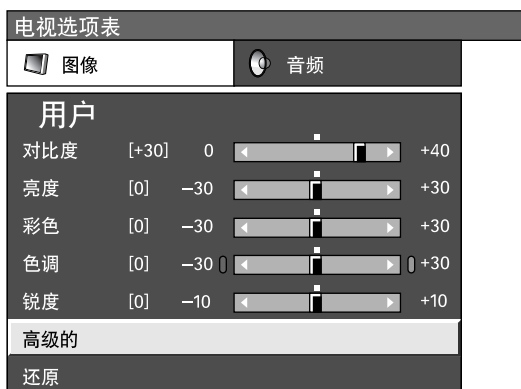 电视选项表
图像 音频
用户
对比度 [+30] 0 +40
亮度 [0] −30 +30
彩色 [0] −30 +30
色调 [0] −30 +30
锐度 [0] −10 +10
高级的
还原